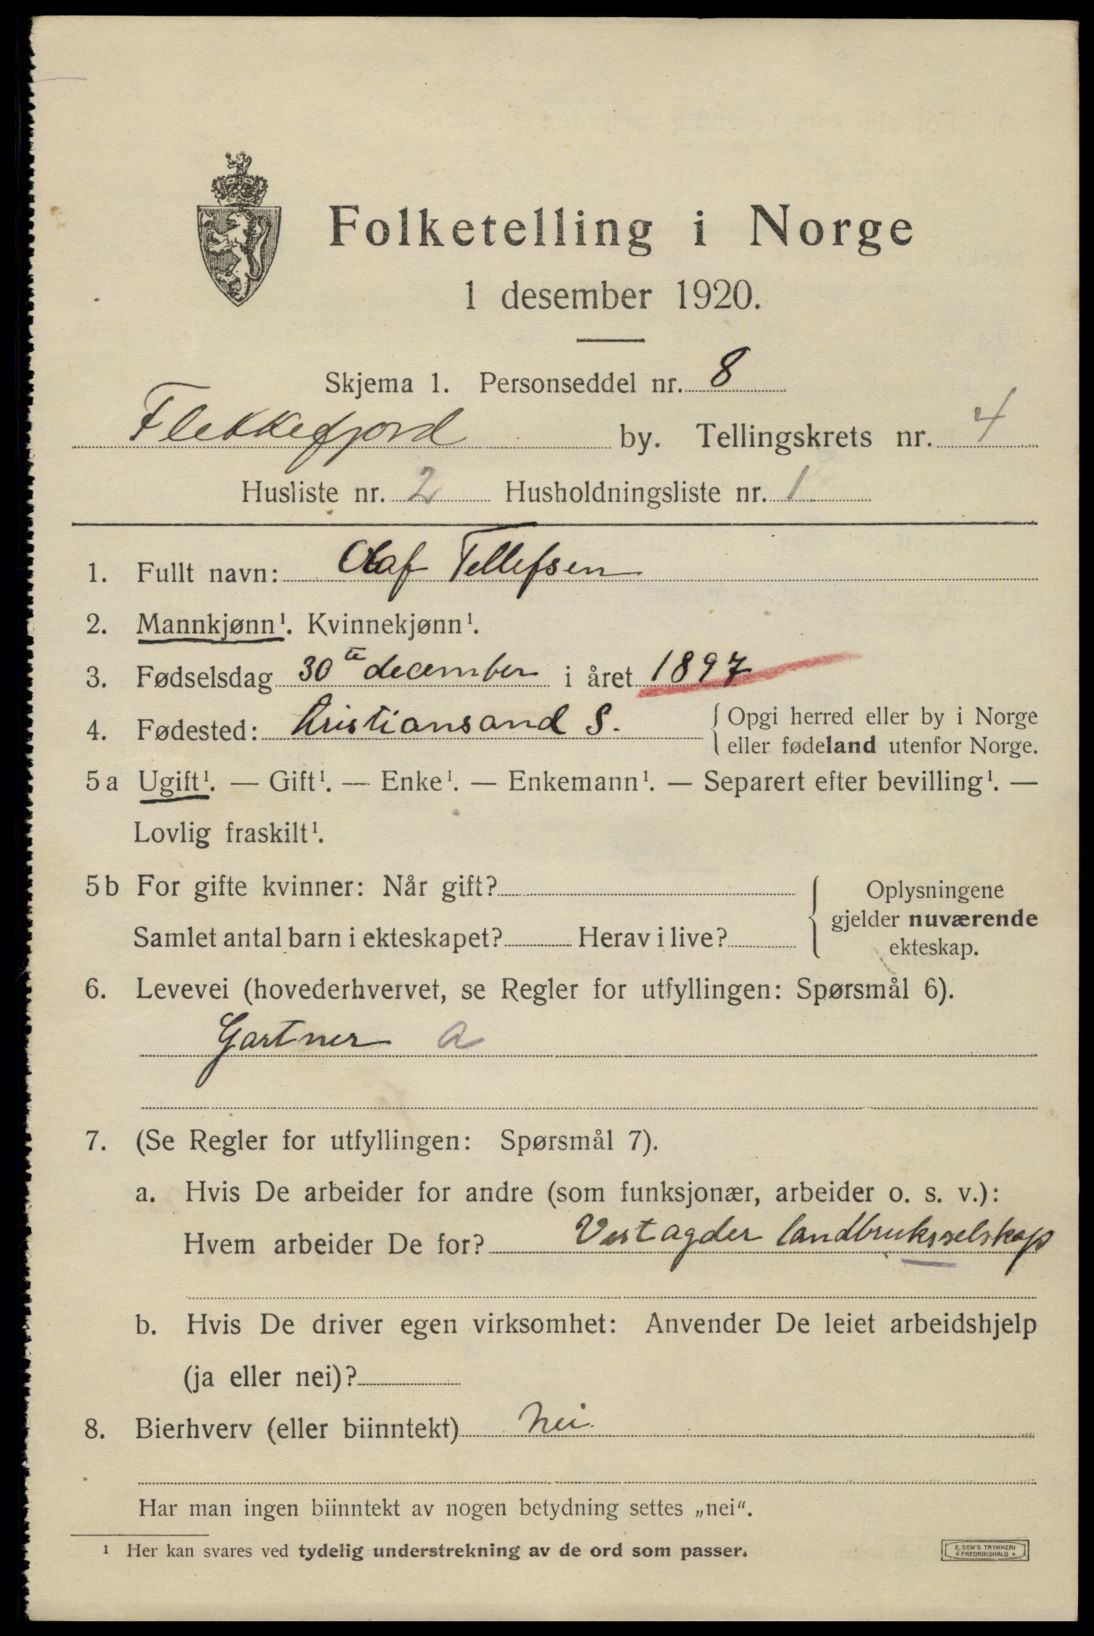 Folketelling i Norge
1 desember 1920.
Skjema 1. Personseddel nr. 8
Flekkefjord by. Tellingskrets nr. 4
Husliste nr. 2 Husholdningsliste nr. 1
1. Fullt navn: Olaf Tellefsen
2. Mannkjønn¹. Kvinnekjønn¹.
3. Fødselsdag 30te december i året 1897
4. Fødested: Kristiansand S. { Opgi herred eller by i Norge
eller fødeland utenfor Norge.
5 a Ugift¹. — Gift¹. — Enke¹. — Enkemann¹. — Separert efter bevilling¹. —
Lovlig fraskilt¹.
5 b For gifte kvinner: Når gift? { Oplysningene
gjelder nuværende
Samlet antal barn i ekteskapet? Herav i live? ekteskap.
6. Levevei (hovederhvervet, se Regler for utfyllingen: Spørsmål 6).
Gartner a
7. (Se Regler for utfyllingen: Spørsmål 7).
a. Hvis De arbeider for andre (som funksjonær, arbeider o. s. v.):
Hvem arbeider De for? Vestagder landbruksselskap
b. Hvis De driver egen virksomhet: Anvender De leiet arbeidshjelp
(ja eller nei)?
8. Bierhverv (eller biinntekt) Nei
Har man ingen biinntekt av nogen betydning settes „nei“.
¹ Her kan svares ved tydelig understrekning av de ord som passer.
E. SEM'S TRYKKERI
FREDRIKSHALD